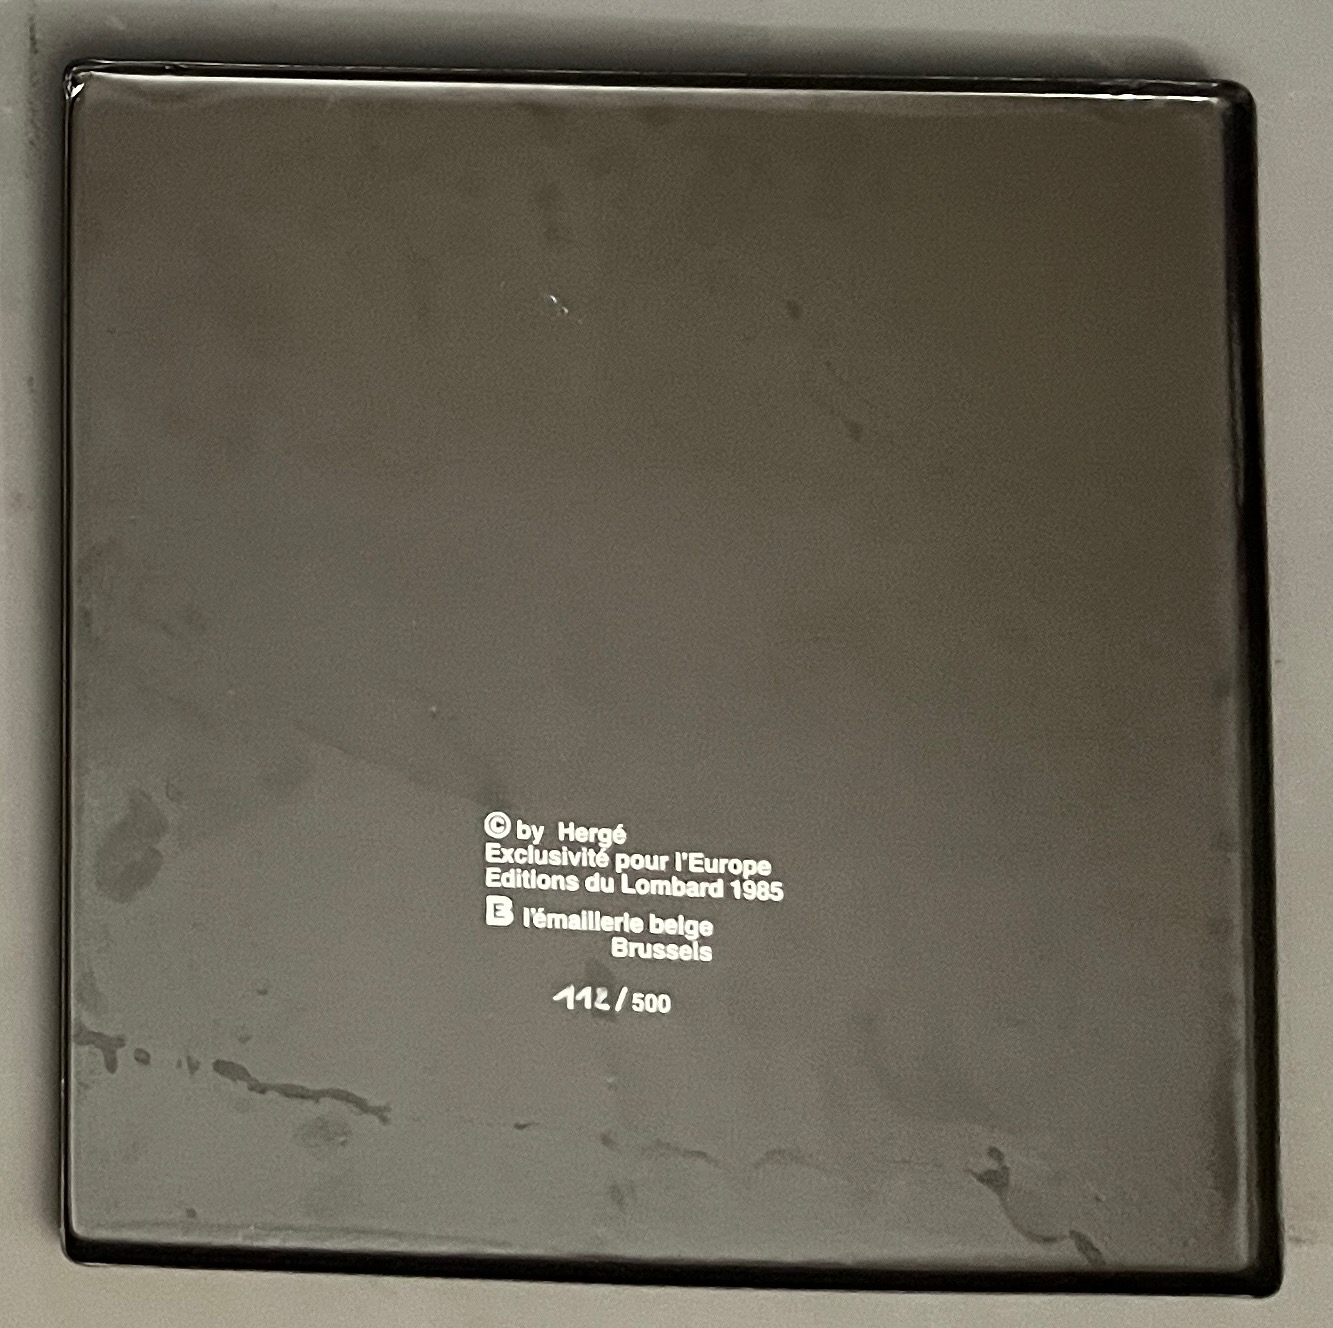 © by Hergé
Exclusivité pour l'Europe
Editions du Lombard 1985
E l'émaillerie belge
Brussels
112/500